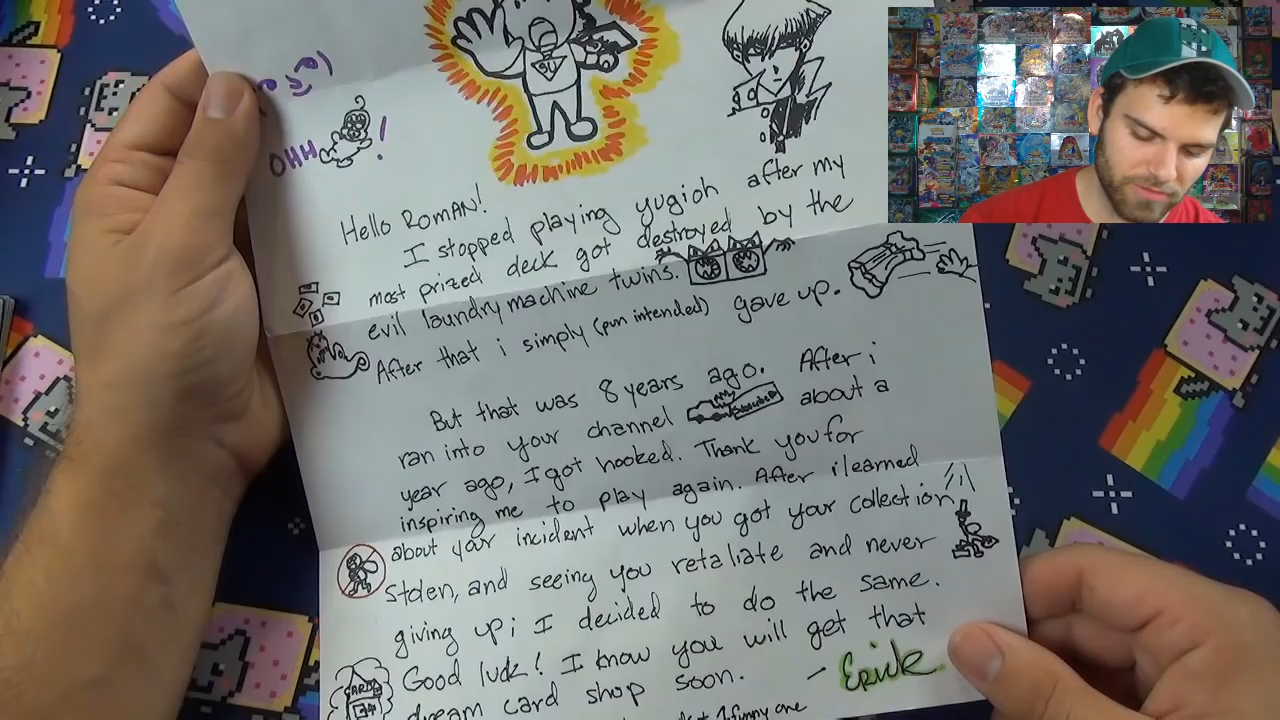 OHH !
Hello ROMAN!
I stopped playing yugioh after my
most prized deck got destroyed by the
evil laundry machine twins.
After that i simply (pun intended) gave up.
But that was 8 years ago. After i
ran into your channel Subscribe about a
year ago, I got hooked. Thank you for
inspiring me to play again. After i learned
about your incident when you got your collection
stolen, and seeing you retaliate and never
giving up; I decided to do the same.
Good luck! I know you will get that
dream card shop soon. - Erick
funny one